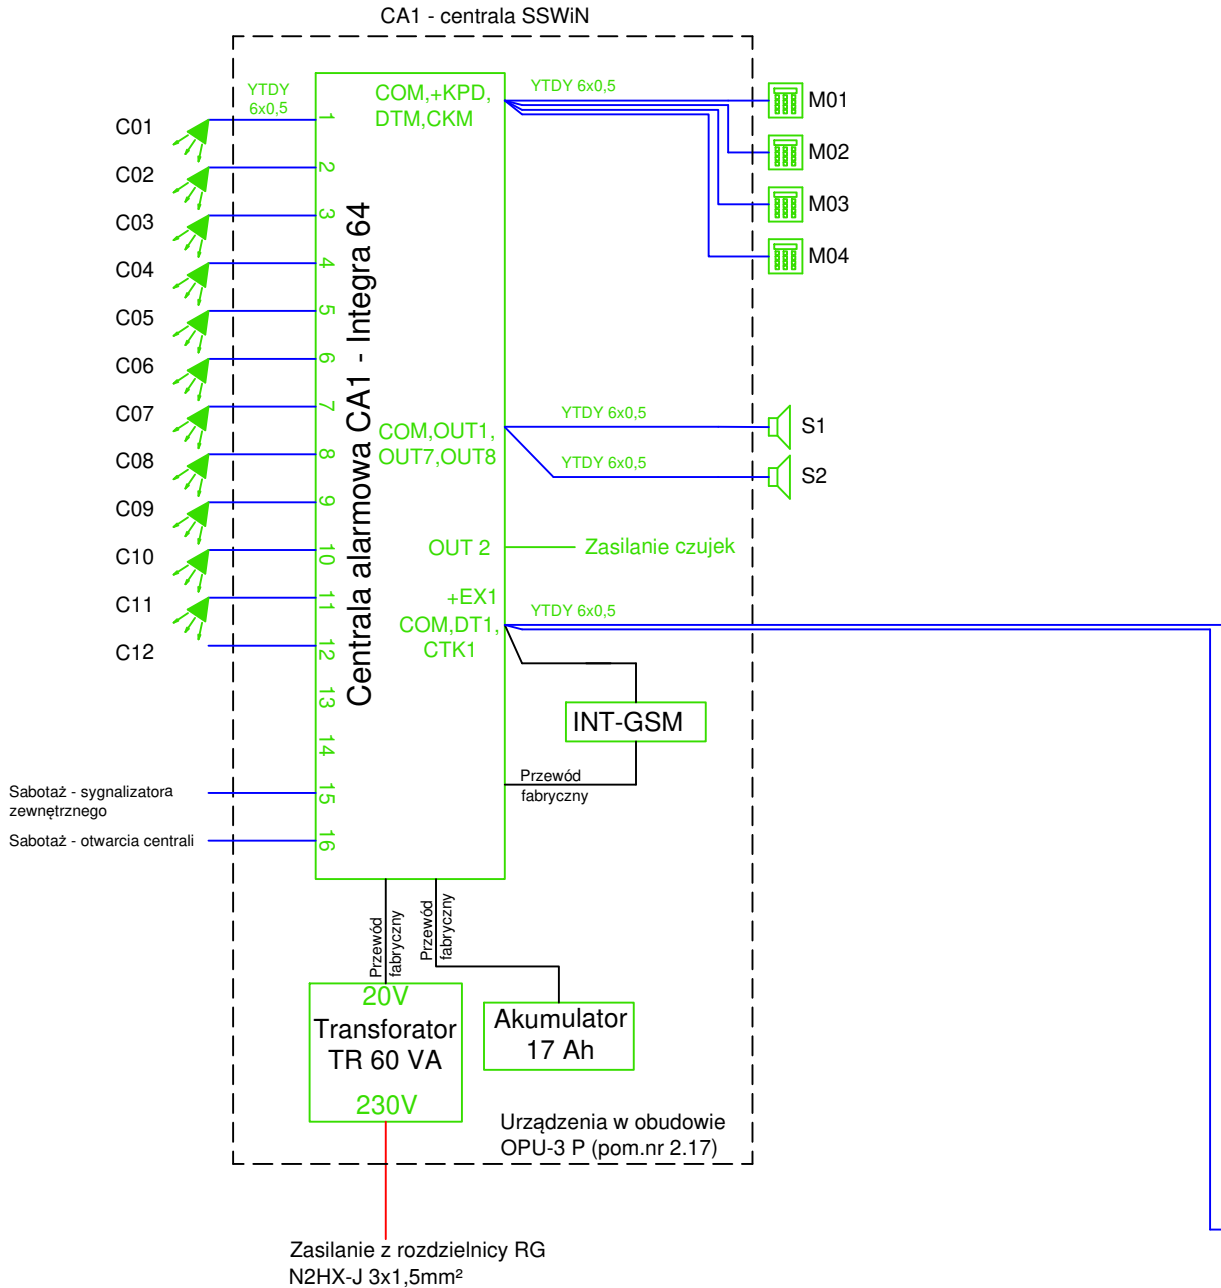 CA1 - centrala SSWiN
YTDY
6x0,5
C01
C02
C03
C04
C05
C06
C07
C08
C09
C10
C11
C12
Sabotaż - sygnalizatora
zewnętrznego
Sabotaż - otwarcia centrali
1
2
3
4
5
6
7
8
9
10
11
12
13
14
15
16
Centrala alarmowa CA1 - Integra 64
COM,+KPD,
DTM,CKM
YTDY 6x0,5
M01
M02
M03
M04
COM,OUT1,
OUT7,OUT8
YTDY 6x0,5
S1
YTDY 6x0,5
S2
OUT 2
Zasilanie czujek
+EX1
COM,DT1,
CTK1
YTDY 6x0,5
INT-GSM
Przewód
fabryczny
Przewód
fabryczny
Przewód
fabryczny
20V
Transforator
TR 60 VA
230V
Akumulator
17 Ah
Urządzenia w obudowie
OPU-3 P (pom.nr 2.17)
Zasilanie z rozdzielnicy RG
N2HX-J 3x1,5mm²